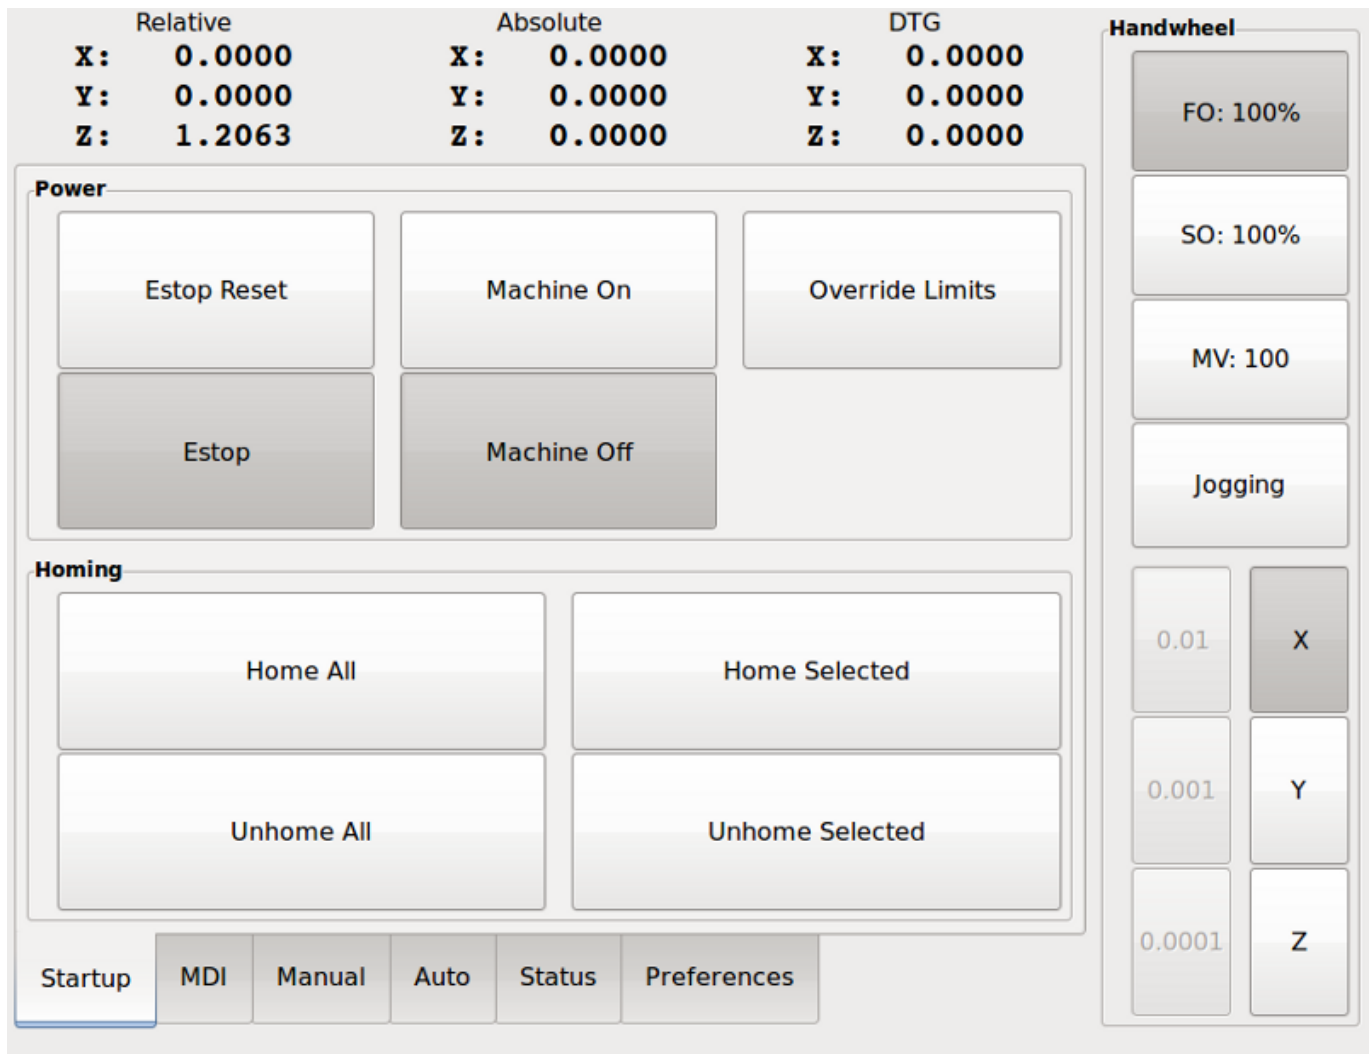 Relative Absolute DTG Handwheel
X: 0.0000 X: 0.0000 X: 0.0000
Y: 0.0000 Y: 0.0000 Y: 0.0000
Z: 1.2063 Z: 0.0000 Z: 0.0000
FO: 100%
Power
SO: 100%
Estop Reset Machine On Override Limits
MV: 100
Estop Machine Off
Jogging
Homing
0.01 X
Home All Home Selected
0.001 Y
Unhome All Unhome Selected
0.0001 Z
Startup MDI Manual Auto Status Preferences